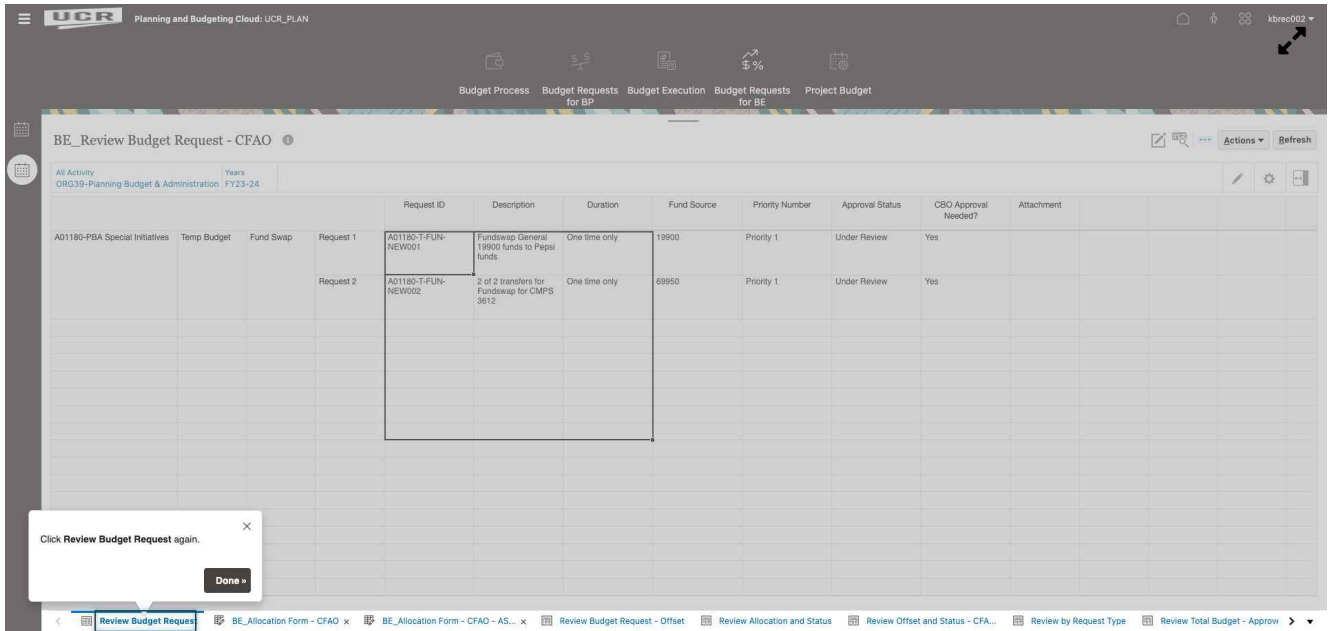 UCR Planning and Budgeting Cloud: UCR_PLAN
kbrec002
Budget Process
Budget Requests for BP
Budget Execution
Budget Requests for BE
Project Budget
BE_Review Budget Request - CFAO
Actions
Refresh
All Activity Years
ORG39-Planning Budget & Administration FY23-24
Request ID Description Duration Fund Source Priority Number Approval Status CBO Approval Needed? Attachment
A01180-PBA Special Initiatives Temp Budget Fund Swap Request 1 A01180-T-FUN-NEW001 Fundswap General 19900 funds to Pepsi funds One time only 19900 Priority 1 Under Review Yes
Request 2 A01180-T-FUN-NEW002 2 of 2 transfers for Fundswap for CMPS 3612 One time only 69950 Priority 1 Under Review Yes
Click Review Budget Request again.
Done »
Review Budget Request BE_Allocation Form - CFAO x BE_Allocation Form - CFAO - AS... x Review Budget Request - Offset Review Allocation and Status Review Offset and Status - CFA... Review by Request Type Review Total Budget - Approve